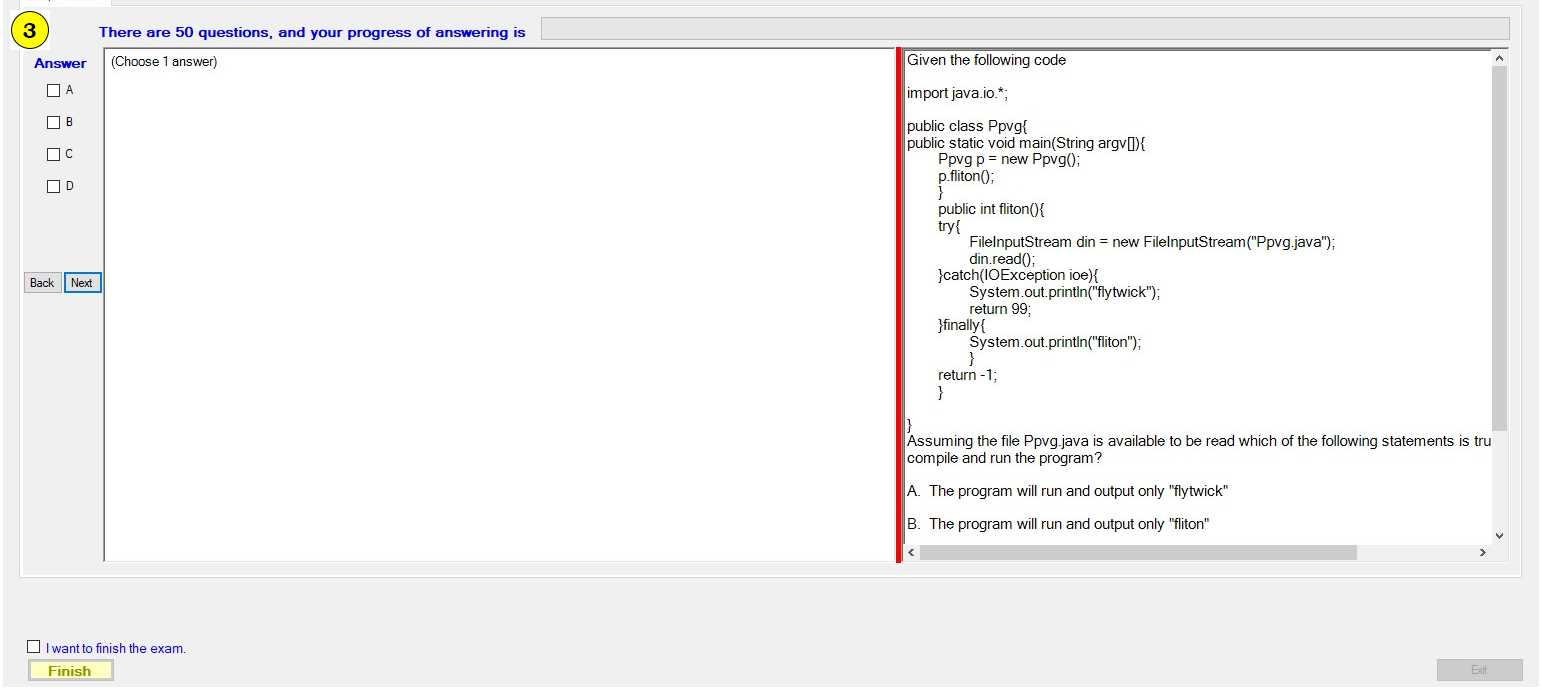 3
There are 50 questions, and your progress of answering is
Answer
A
B
C
D
Back Next
(Choose 1 answer)
Given the following code
import java.io.*;
public class Ppvg{
public static void main(String argv[]){
Ppvg p = new Ppvg();
p.fliton();
}
public int fliton(){
try{
FileInputStream din = new FileInputStream("Ppvg.java");
din.read();
}catch(IOException ioe){
System.out.println("flytwick");
return 99;
}finally{
System.out.println("fliton");
}
return -1;
}
}
Assuming the file Ppvg.java is available to be read which of the following statements is tru
compile and run the program?
A. The program will run and output only "flytwick"
B. The program will run and output only "fliton"
I want to finish the exam.
Finish
Exit